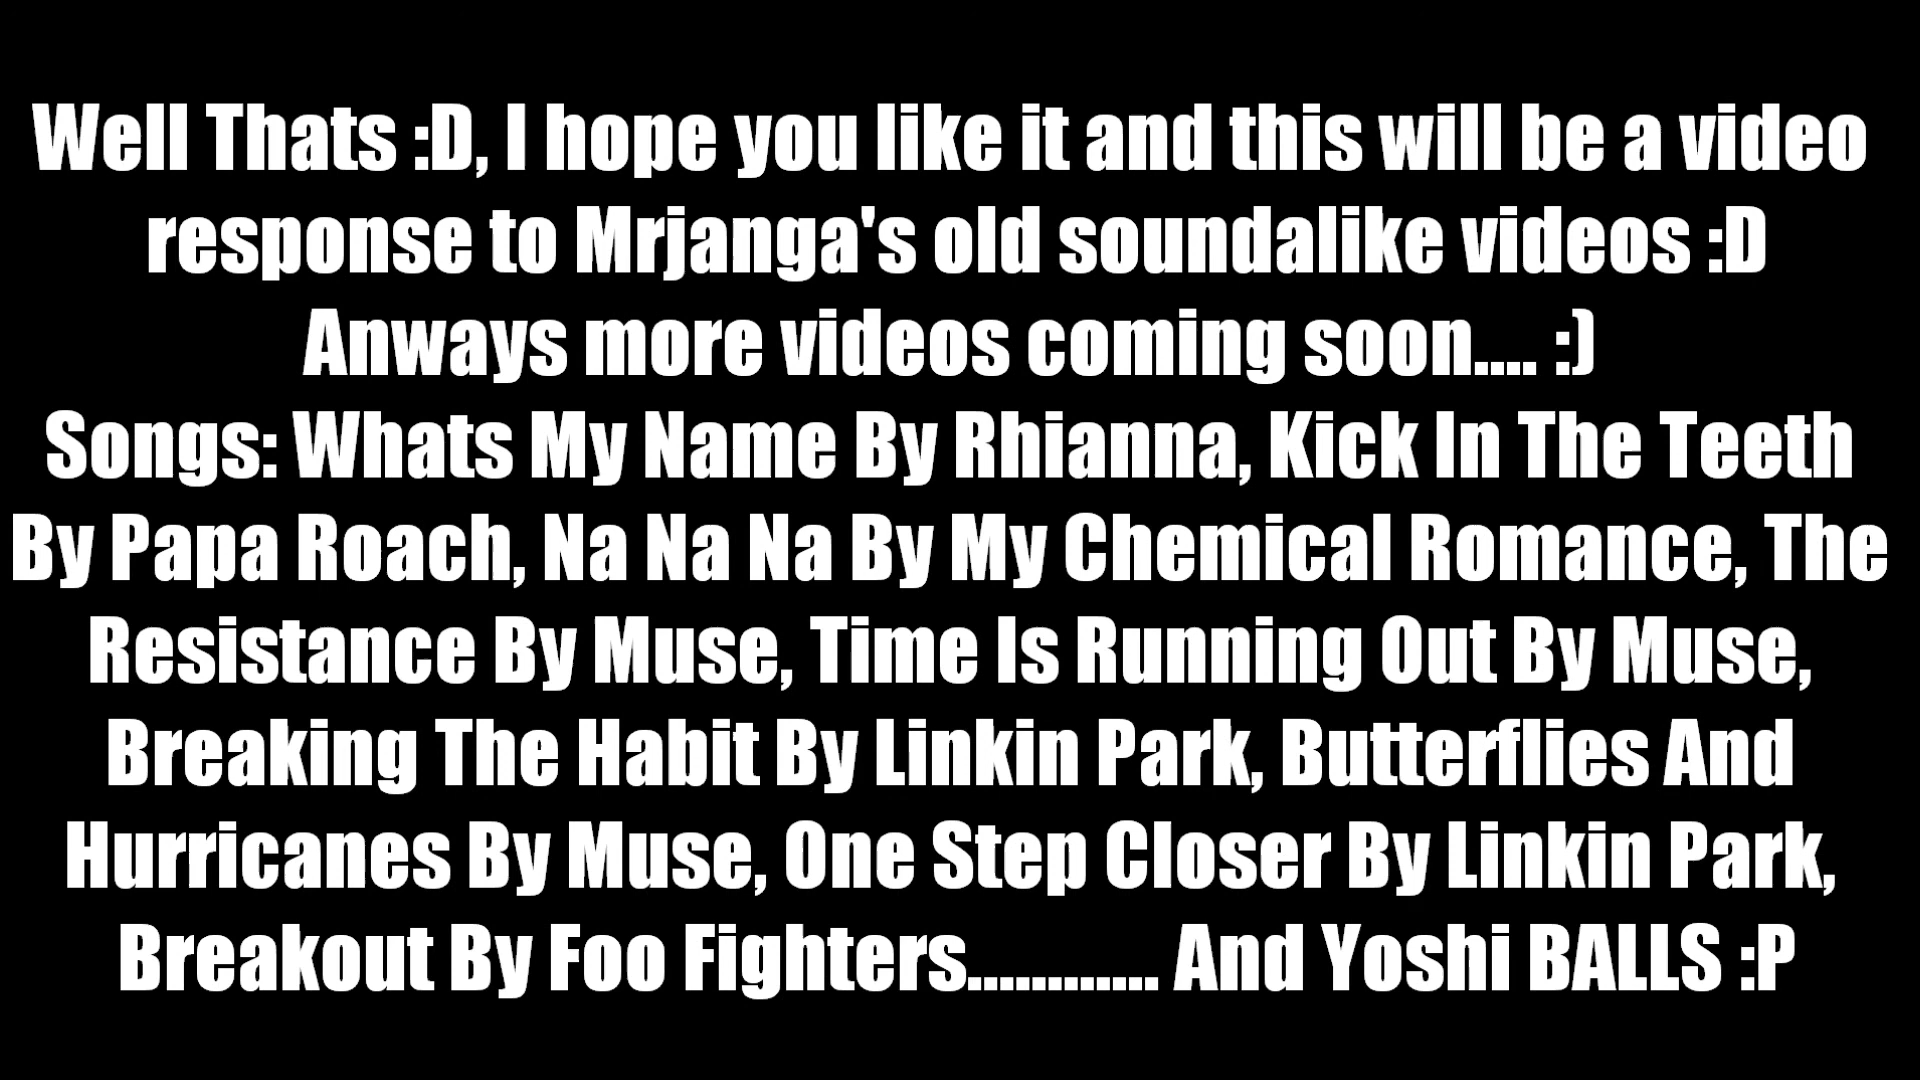 Well Thats :D, I hope you like it and this will be a video
response to Mrjanga's old soundalike videos :D
Anways more videos coming soon.... :)
Songs: Whats My Name By Rhianna, Kick In The Teeth
By Papa Roach, Na Na Na By My Chemical Romance, The
Resistance By Muse, Time Is Running Out By Muse,
Breaking The Habit By Linkin Park, Butterflies And
Hurricanes By Muse, One Step Closer By Linkin Park,
Breakout By Foo Fighters............ And Yoshi BALLS :P